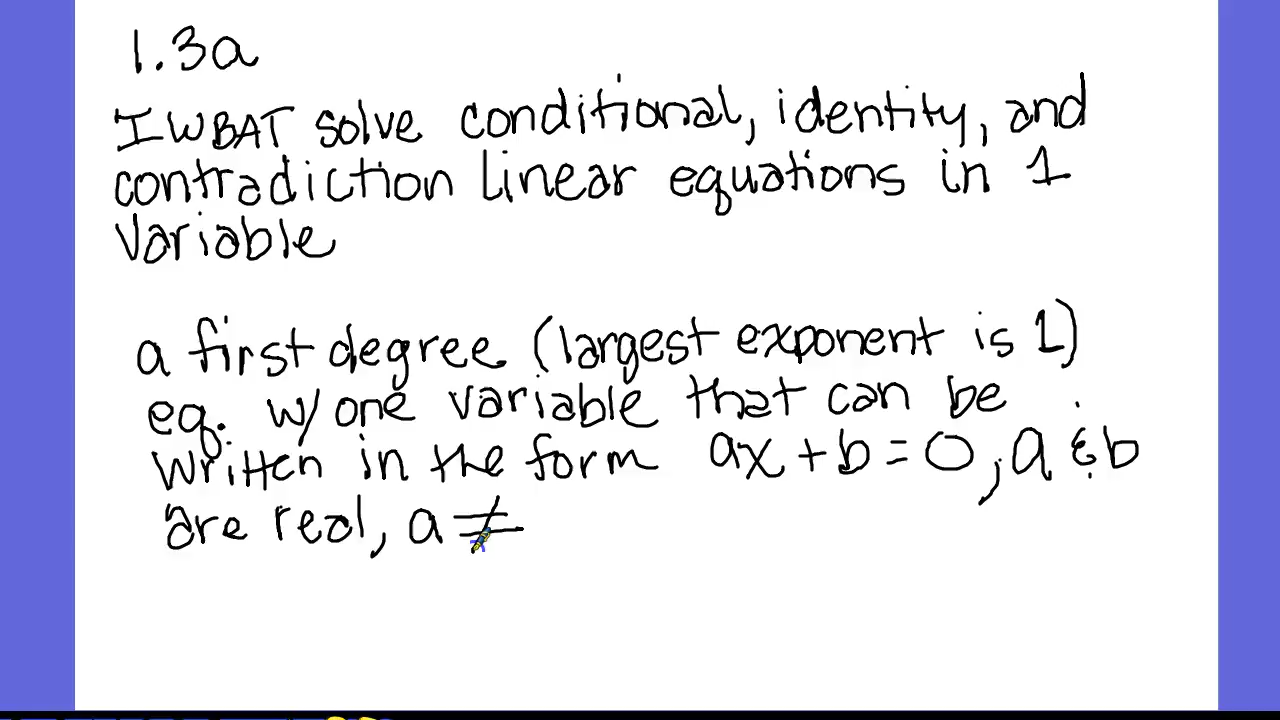 1.3a
IWBAT solve conditional, identity, and
contradiction linear equations in 1
variable
a first degree (largest exponent is 1)
eq. w/ one variable that can be
written in the form ax + b = 0, a & b
are real, a ≠